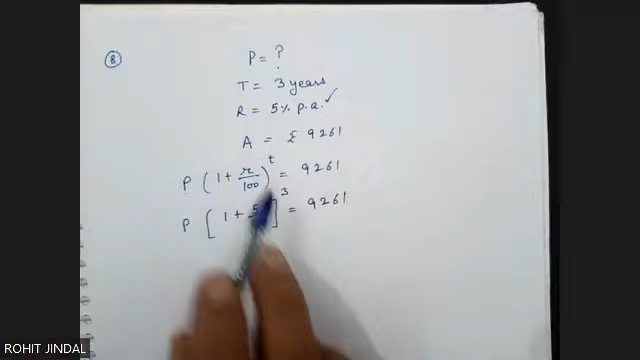 8
P = ?
T = 3 years
R = 5% p.a. ✓
A = ₹ 9261
P (1 + r/100)^t = 9261
P [1 + 5 ]^3 = 9261
ROHIT JINDAL